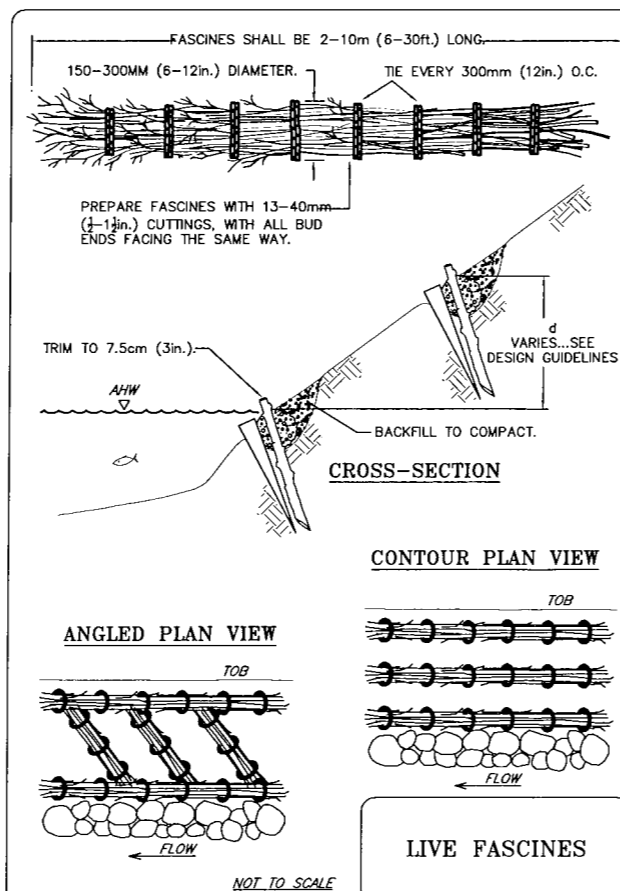 FASCINES SHALL BE 2-10m (6-30ft.) LONG.
150-300MM (6-12in.) DIAMETER.
TIE EVERY 300mm (12in.) O.C.
PREPARE FASCINES WITH 13-40mm
(½-1½in.) CUTTINGS, WITH ALL BUD
ENDS FACING THE SAME WAY.
d
VARIES...SEE
DESIGN GUIDELINES
TRIM TO 7.5cm (3in.).
AHW
BACKFILL TO COMPACT.
CROSS-SECTION
CONTOUR PLAN VIEW
TOB
ANGLED PLAN VIEW
TOB
FLOW
FLOW
LIVE FASCINES
NOT TO SCALE